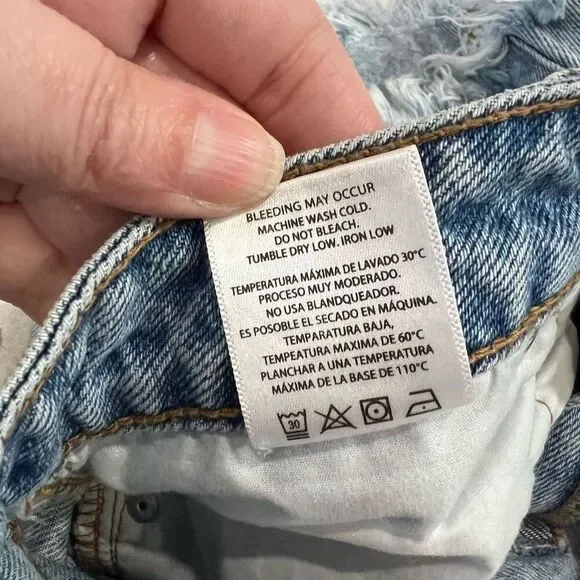 BLEEDING MAY OCCUR
MACHINE WASH COLD.
DO NOT BLEACH.
TUMBLE DRY LOW. IRON LOW
TEMPERATURA MÁXIMA DE LAVADO 30°C
PROCESO MUY MODERADO.
NO USA BLANDQUEADOR.
ES POSOBLE EL SECADO EN MÁQUINA.
TEMPARATURA BAJA,
TEMPEATURA MAXIMA DE 60°C
PLANCHAR A UNA TEMPERATURA
MÁXIMA DE LA BASE DE 110°C
30